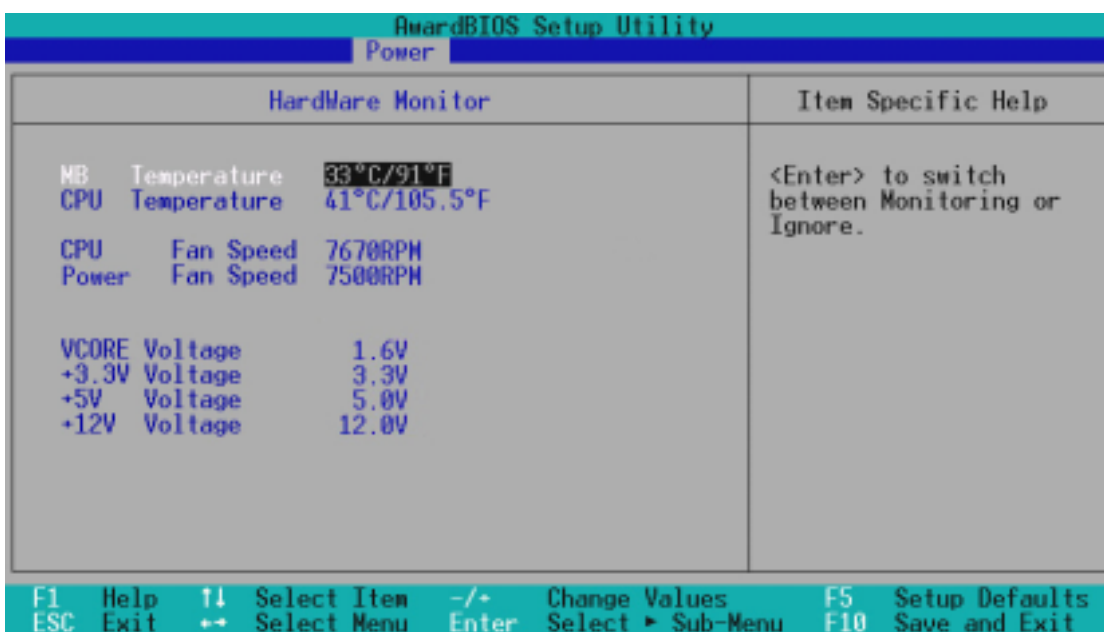 AwardBIOS Setup Utility
Power
HardWare Monitor
Item Specific Help
MB Temperature 33°C/91°F
CPU Temperature 41°C/105.5°F
CPU Fan Speed 7670RPM
Power Fan Speed 7500RPM
VCORE Voltage 1.6V
+3.3V Voltage 3.3V
+5V Voltage 5.0V
+12V Voltage 12.0V
<Enter> to switch
between Monitoring or
Ignore.
F1 Help ↑↓ Select Item -/+ Change Values F5 Setup Defaults
ESC Exit ←→ Select Menu Enter Select ► Sub-Menu F10 Save and Exit